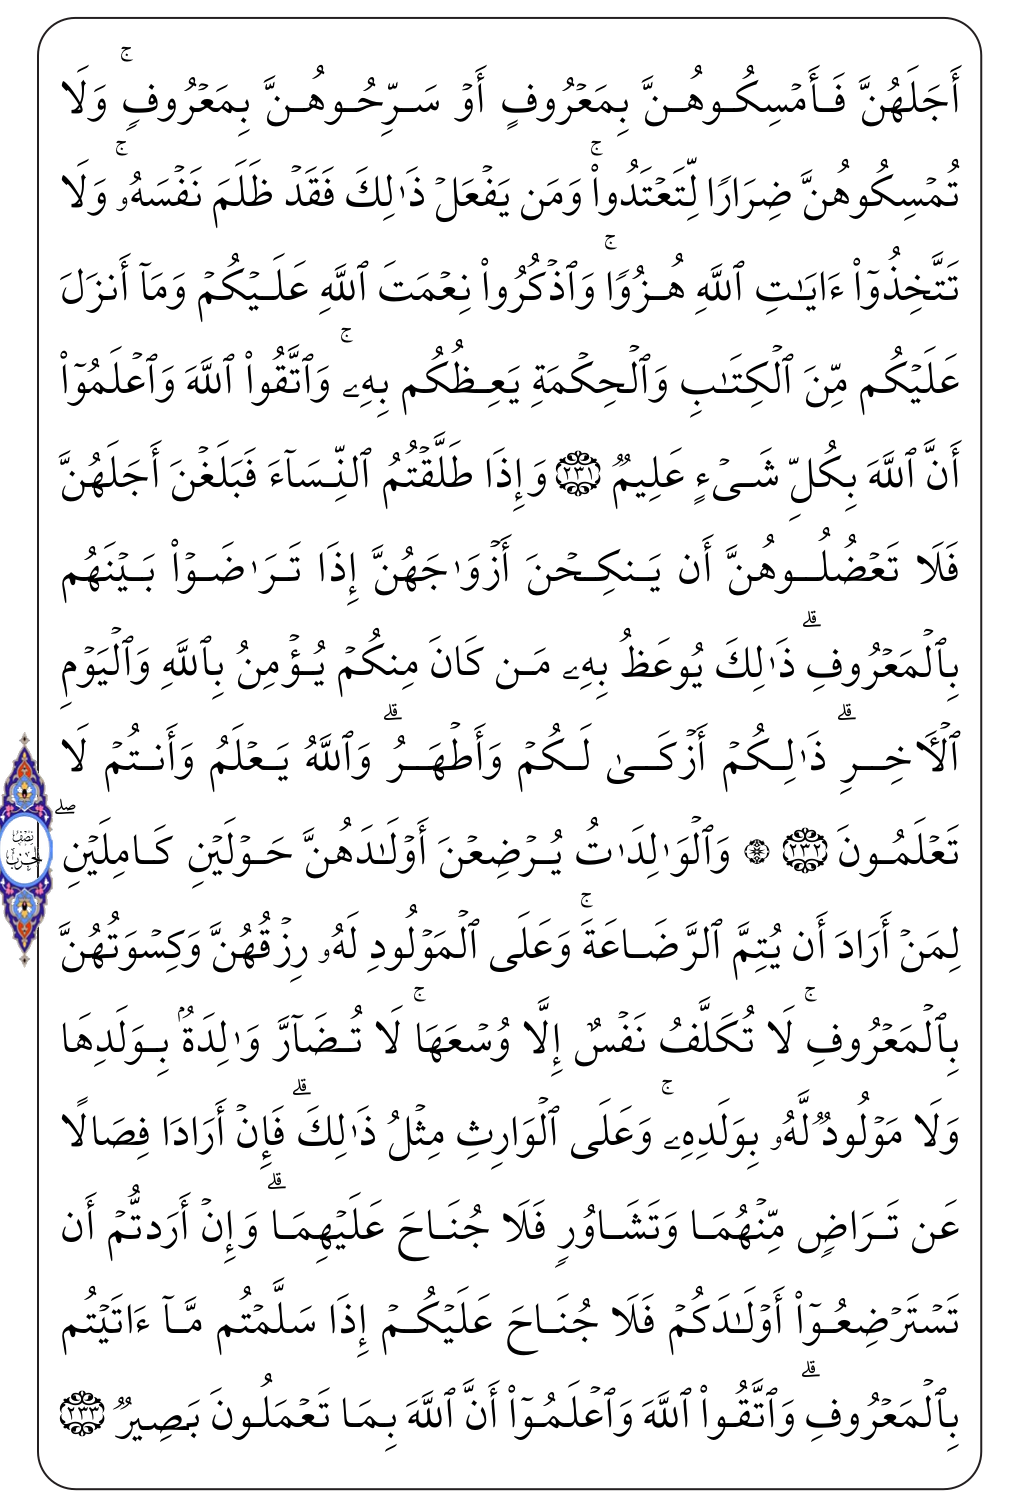 أَجَلَهُنَّ فَأَمۡسِكُوهُنَّ بِمَعۡرُوفٍ أَوۡ سَرِّحُوهُنَّ بِمَعۡرُوفٖۚ وَلَا
تُمۡسِكُوهُنَّ ضِرَارٗا لِّتَعۡتَدُواْۚ وَمَن يَفۡعَلۡ ذَٰلِكَ فَقَدۡ ظَلَمَ نَفۡسَهُۥۚ وَلَا
تَتَّخِذُوٓاْ ءَايَٰتِ ٱللَّهِ هُزُوٗاۚ وَٱذۡكُرُواْ نِعۡمَتَ ٱللَّهِ عَلَيۡكُمۡ وَمَآ أَنزَلَ
عَلَيۡكُم مِّنَ ٱلۡكِتَٰبِ وَٱلۡحِكۡمَةِ يَعِظُكُم بِهِۦۚ وَٱتَّقُواْ ٱللَّهَ وَٱعۡلَمُوٓاْ
أَنَّ ٱللَّهَ بِكُلِّ شَيۡءٍ عَلِيمٞ ٢٣١ وَإِذَا طَلَّقۡتُمُ ٱلنِّسَآءَ فَبَلَغۡنَ أَجَلَهُنَّ
فَلَا تَعۡضُلُوهُنَّ أَن يَنكِحۡنَ أَزۡوَٰجَهُنَّ إِذَا تَرَٰضَوۡاْ بَيۡنَهُم
بِٱلۡمَعۡرُوفِۗ ذَٰلِكَ يُوعَظُ بِهِۦ مَن كَانَ مِنكُمۡ يُؤۡمِنُ بِٱللَّهِ وَٱلۡيَوۡمِ
ٱلۡأٓخِرِۗ ذَٰلِكُمۡ أَزۡكَىٰ لَكُمۡ وَأَطۡهَرُۚ وَٱللَّهُ يَعۡلَمُ وَأَنتُمۡ لَا
تَعۡلَمُونَ ٢٣٢ ۞ وَٱلۡوَٰلِدَٰتُ يُرۡضِعۡنَ أَوۡلَٰدَهُنَّ حَوۡلَيۡنِ كَامِلَيۡنِۖ
نِصۡفُ
حِزۡبٍ
لِمَنۡ أَرَادَ أَن يُتِمَّ ٱلرَّضَاعَةَۚ وَعَلَى ٱلۡمَوۡلُودِ لَهُۥ رِزۡقُهُنَّ وَكِسۡوَتُهُنَّ
بِٱلۡمَعۡرُوفِۚ لَا تُكَلَّفُ نَفۡسٌ إِلَّا وُسۡعَهَاۚ لَا تُضَآرَّ وَٰلِدَةُۢ بِوَلَدِهَا
وَلَا مَوۡلُودٞ لَّهُۥ بِوَلَدِهِۦۚ وَعَلَى ٱلۡوَارِثِ مِثۡلُ ذَٰلِكَۗ فَإِنۡ أَرَادَا فِصَالًا
عَن تَرَاضٖ مِّنۡهُمَا وَتَشَاوُرٖ فَلَا جُنَاحَ عَلَيۡهِمَاۗ وَإِنۡ أَرَدتُّمۡ أَن
تَسۡتَرۡضِعُوٓاْ أَوۡلَٰدَكُمۡ فَلَا جُنَاحَ عَلَيۡكُمۡ إِذَا سَلَّمۡتُم مَّآ ءَاتَيۡتُم
بِٱلۡمَعۡرُوفِۗ وَٱتَّقُواْ ٱللَّهَ وَٱعۡلَمُوٓاْ أَنَّ ٱللَّهَ بِمَا تَعۡمَلُونَ بَصِيرٞ ٢٣٣